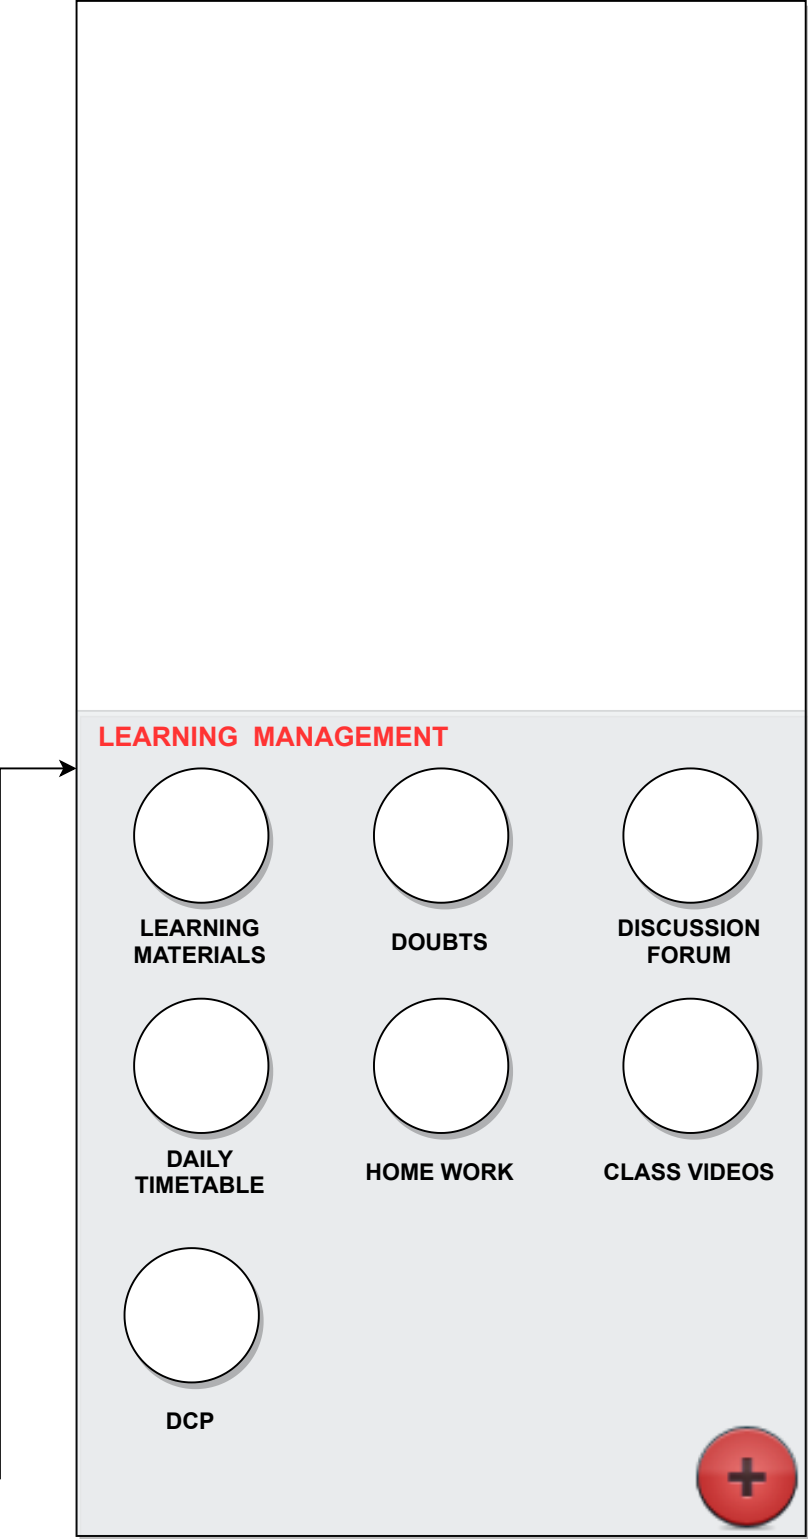 LEARNING  MANAGEMENT
LEARNING
MATERIALS
DOUBTS
DISCUSSION
FORUM
DAILY
TIMETABLE
HOME WORK
CLASS VIDEOS
DCP
+